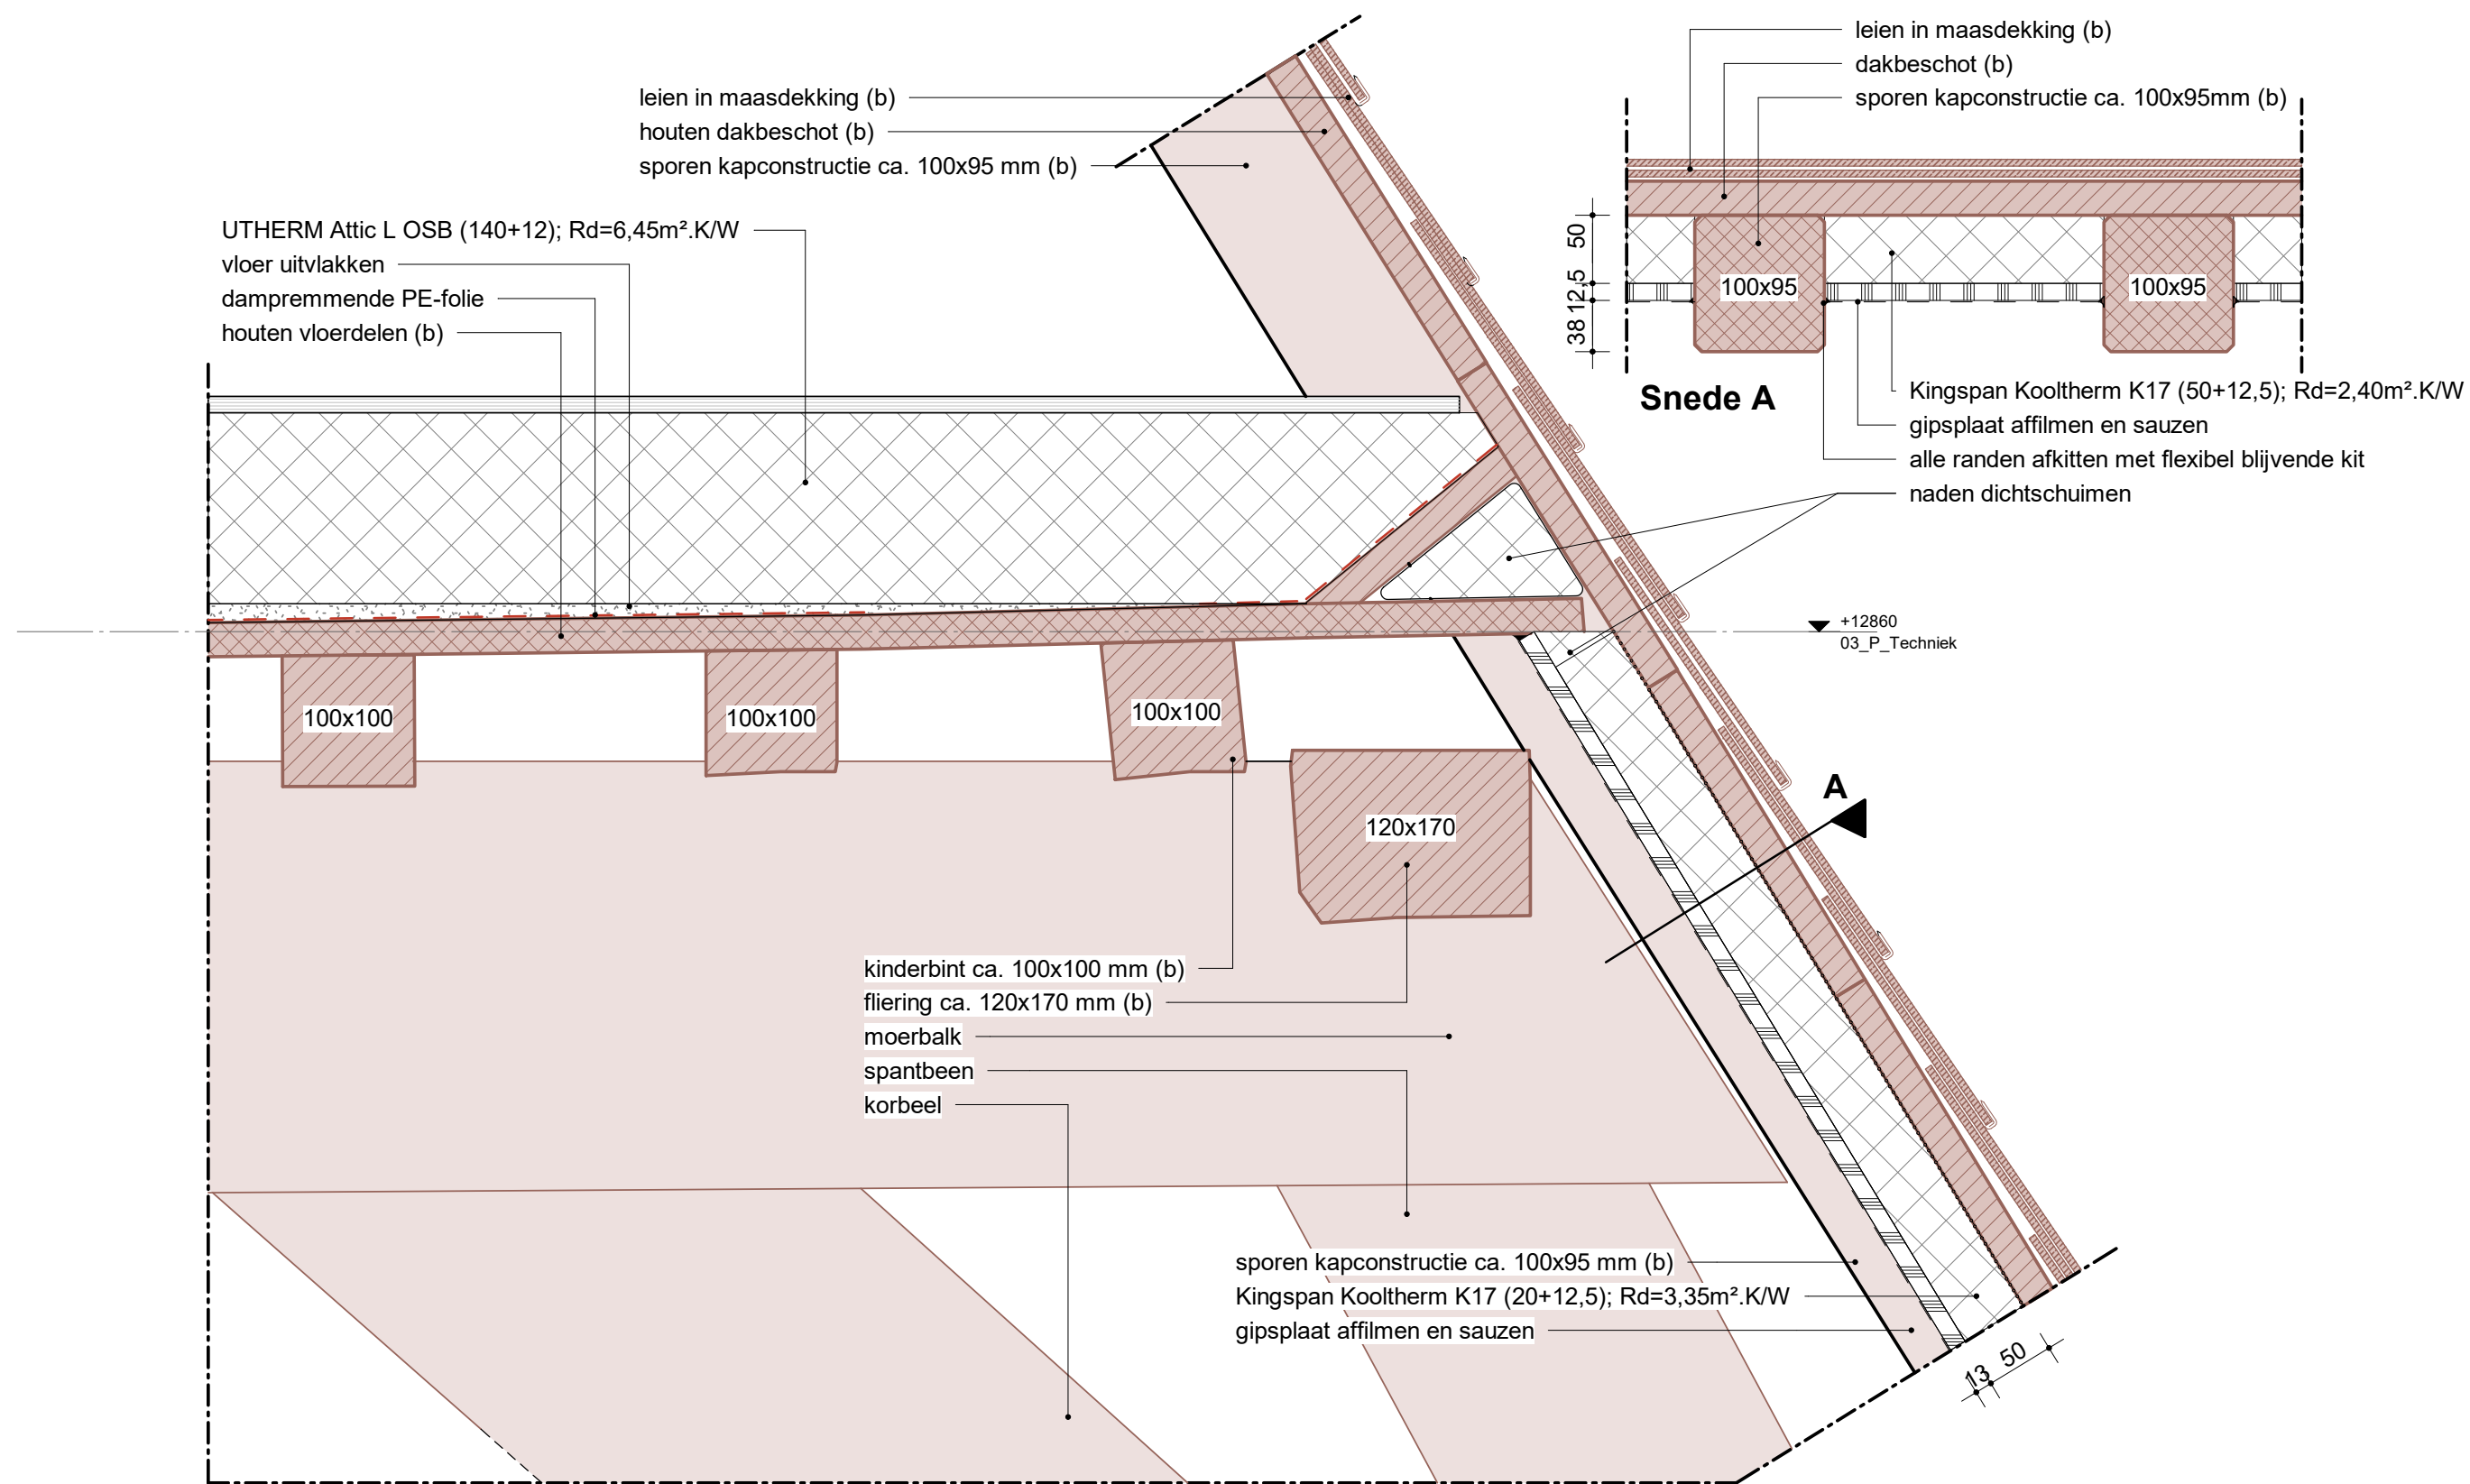 leien in maasdekking (b)
houten dakbeschot (b)
sporen kapconstructie ca. 100x95 mm (b)
UTHERM Attic L OSB (140+12); Rd=6,45m².K/W
vloer uitvlakken
dampremmende PE-folie
houten vloerdelen (b)
leien in maasdekking (b)
dakbeschot (b)
sporen kapconstructie ca. 100x95mm (b)
50
12,5
38
100x95
100x95
Snede A
Kingspan Kooltherm K17 (50+12,5); Rd=2,40m².K/W
gipsplaat affilmen en sauzen
alle randen afkitten met flexibel blijvende kit
naden dichtschuimen
+12860
03_P_Techniek
100x100
100x100
100x100
120x170
A
kinderbint ca. 100x100 mm (b)
fliering ca. 120x170 mm (b)
moerbalk
spantbeen
korbeel
sporen kapconstructie ca. 100x95 mm (b)
Kingspan Kooltherm K17 (20+12,5); Rd=3,35m².K/W
gipsplaat affilmen en sauzen
13
50